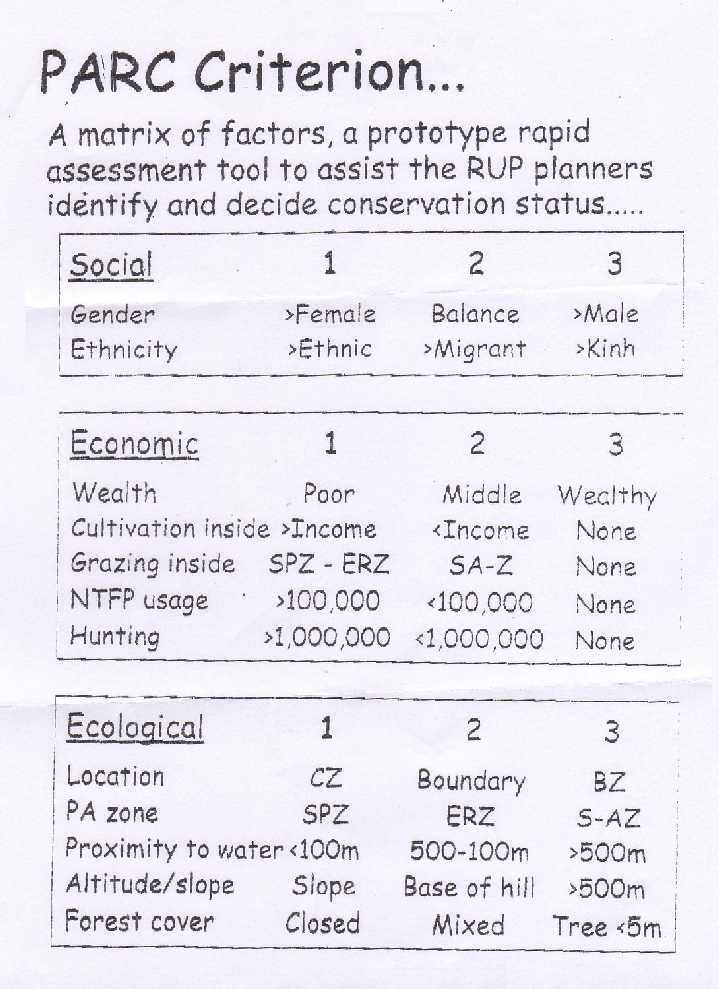 PARC Criterion...
A matrix of factors, a prototype rapid
assessment tool to assist the RUP planners
identify and decide conservation status.....
Social 1 2 3
Gender >Female Balance >Male
Ethnicity >Ethnic >Migrant >Kinh
Economic 1 2 3
Wealth Poor Middle Wealthy
Cultivation inside >Income <Income None
Grazing inside SPZ - ERZ SA-Z None
NTFP usage >100,000 <100,000 None
Hunting >1,000,000 <1,000,000 None
Ecological 1 2 3
Location CZ Boundary BZ
PA zone SPZ ERZ S-AZ
Proximity to water <100m 500-100m >500m
Altitude/slope Slope Base of hill >500m
Forest cover Closed Mixed Tree <5m